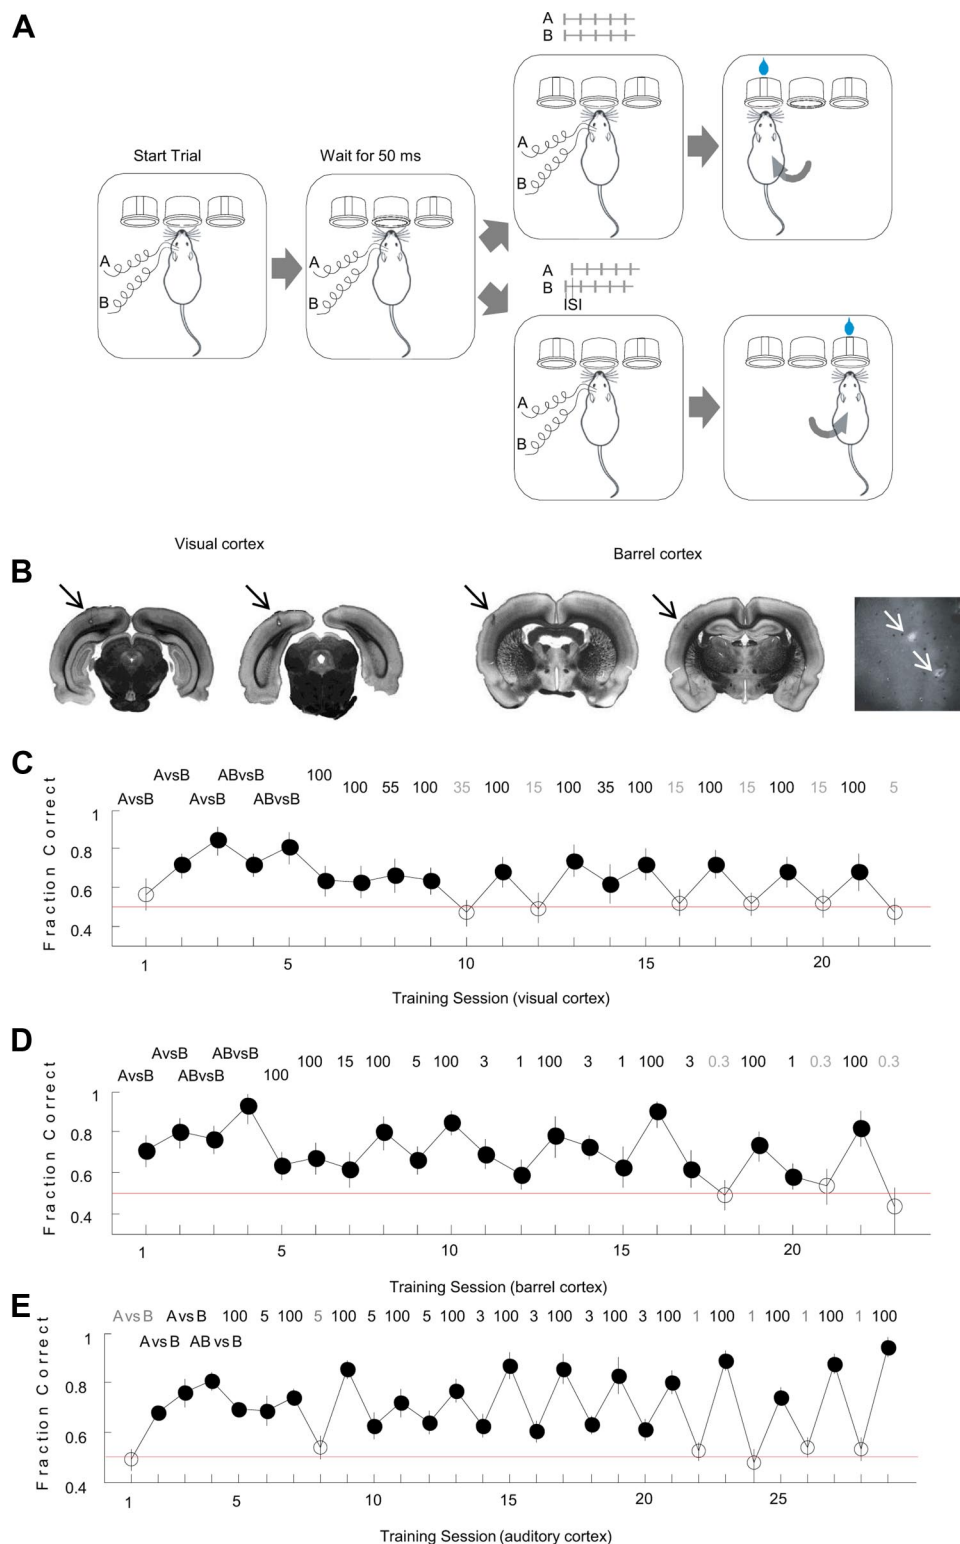 A
A
B
Start Trial
Wait for 50 ms
A
B
A
B
A
B
A
B
ISI
A
B
Visual cortex
Barrel cortex
B
C
AvsB ABvsB 100
100 55 100 35 100 15 100 35 100 15 100 15 100 15 100 5
AvsB AvsB ABvsB
Fraction Correct
1
0.8
0.6
0.4
1 5 10 15 20
Training Session (visual cortex)
D
AvsB ABvsB 100 15 100 5 100 3 1 100 3 1 100 3 0.3 100 1 0.3 100 0.3
AvsB ABvsB 100
Fraction Correct
1
0.8
0.6
0.4
1 5 10 15 20
Training Session (barrel cortex)
E
AvsB AvsB 100 5 100 5 100 5 100 5 100 3 100 3 100 3 100 3 100 1 100 1 100 1 100 1 100
AvsB AB vs B
Fraction Correct
1
0.8
0.6
0.4
1 5 10 15 20 25
Training Session (auditory cortex)